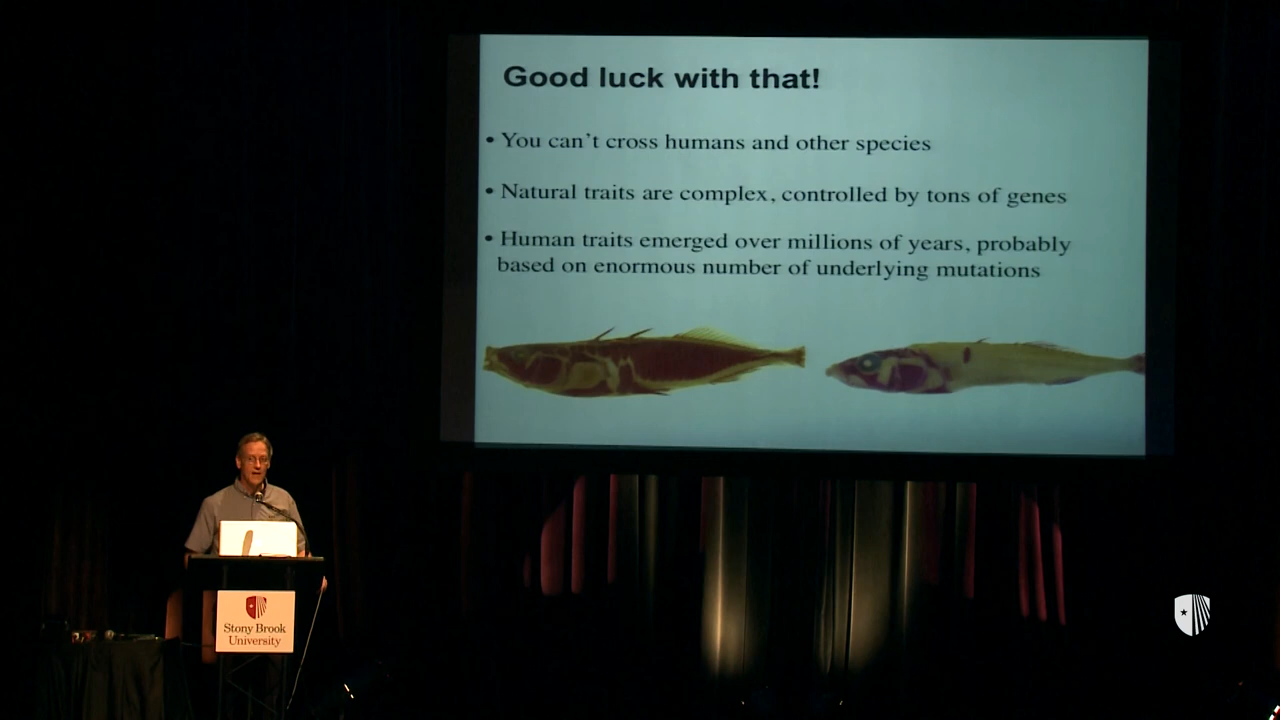 Good luck with that!
• You can't cross humans and other species
• Natural traits are complex, controlled by tons of genes
• Human traits emerged over millions of years, probably
based on enormous number of underlying mutations
Stony Brook
University